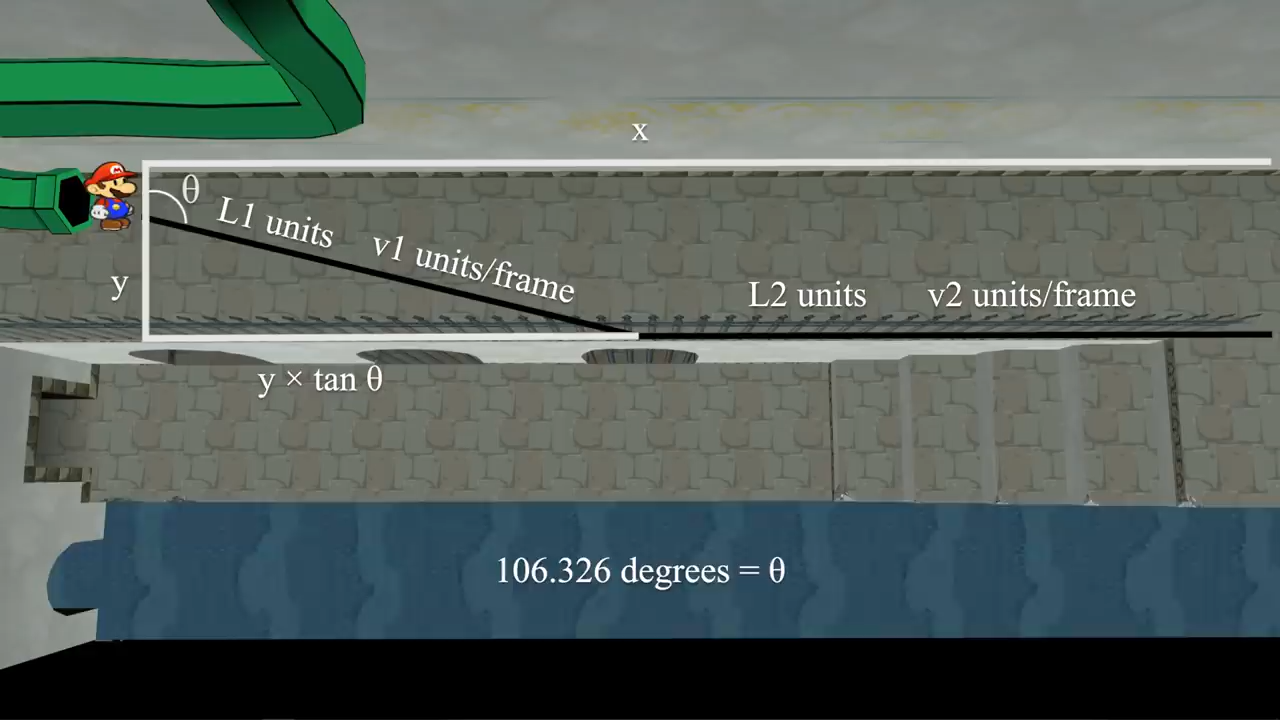 x
θ
L1 units v1 units/frame
y
L2 units v2 units/frame
y × tan θ
106.326 degrees = θ